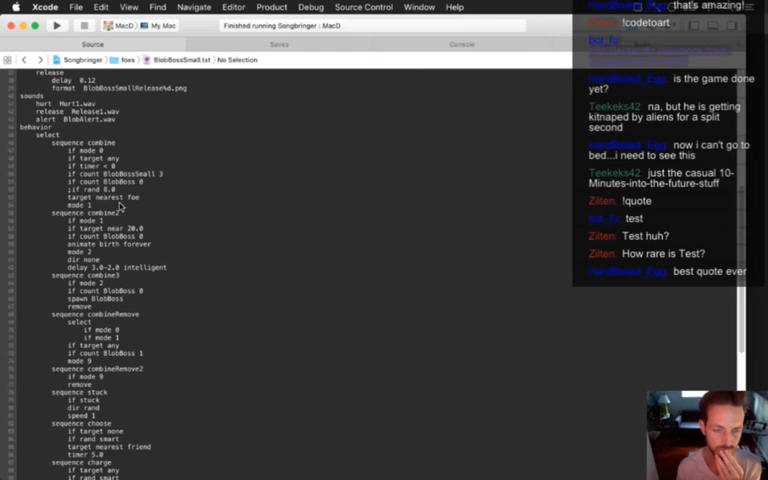 Xcode File Edit View Find Navigate Editor Product Debug Integrate Window Help
MacD My Mac Finished running Songbringer : MacD
Source Saves Console
Songbringer foes BlobBossSmall.txt No Selection
release
delay 0.12
format BlobBossSmallRelease%d.png
sounds
hurt Hurt1.wav
release Release1.wav
alert BlobAlert.wav
behavior
select
sequence combine
if mode 0
if target any
if timer < 0
if count BlobBossSmall 3
if count BlobBoss 0
;if rand 8.0
target nearest foe
mode 1
sequence combine2
if mode 1
if target near 20.0
if count BlobBoss 0
animate birth forever
mode 2
dir none
delay 3.0-2.0 intelligent
sequence combine3
if mode 2
if count BlobBoss 0
spawn BlobBoss
remove
sequence combineRemove
select
if mode 0
if mode 1
if target any
if count BlobBoss 1
mode 9
sequence combineRemove2
if mode 9
remove
sequence stuck
if stuck
dir rand
speed 1
sequence choose
if target none
if rand smart
target nearest friend
timer 5.0
sequence charge
if target any
if rand smart
that's amazing!
Zilten: !codetoart
bot_fu:
HardBoiled_Egg: is the game done
yet?
Teekeks42: na, but he is getting
kitnaped by aliens for a split
second
HardBoiled_Egg: now i can't go to
bed...i need to see this
Teekeks42: just the casual 10-
Minutes-into-the-future-stuff
Zilten: !quote
bot_fu: test
Zilten: Test huh?
Zilten: How rare is Test?
HardBoiled_Egg: best quote ever